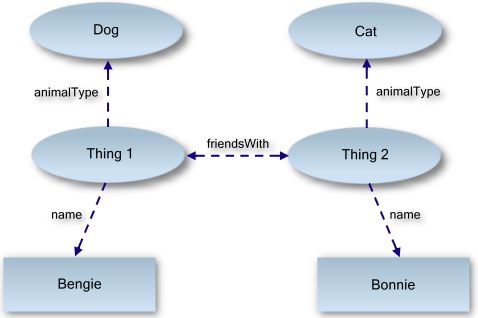 Dog
Cat
animalType
animalType
friendsWith
Thing 1
Thing 2
name
name
Bengie
Bonnie